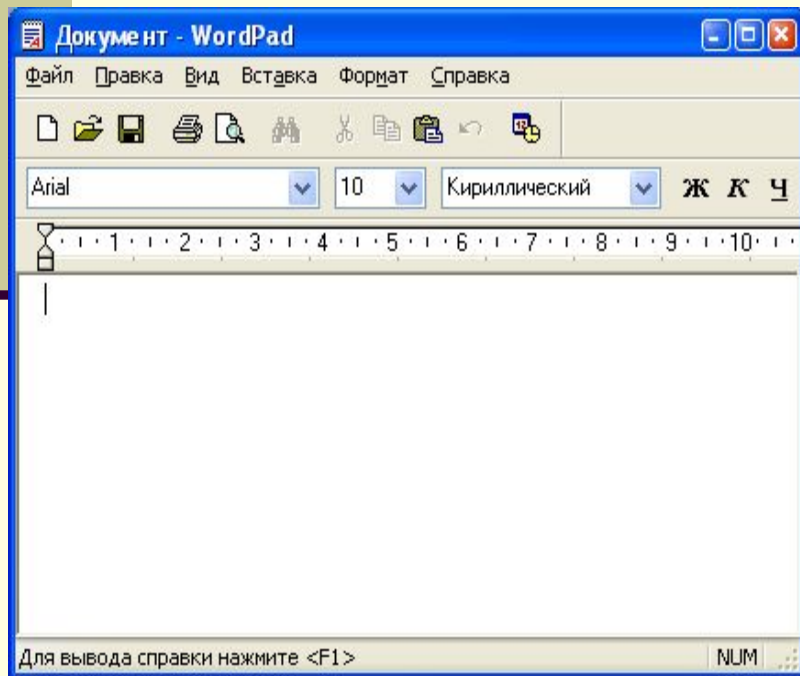 Документ - WordPad
Файл Правка Вид Вставка Формат Справка
Arial 10 Кириллический Ж К Ч
1 2 3 4 5 6 7 8 9 10
Для вывода справки нажмите <F1> NUM